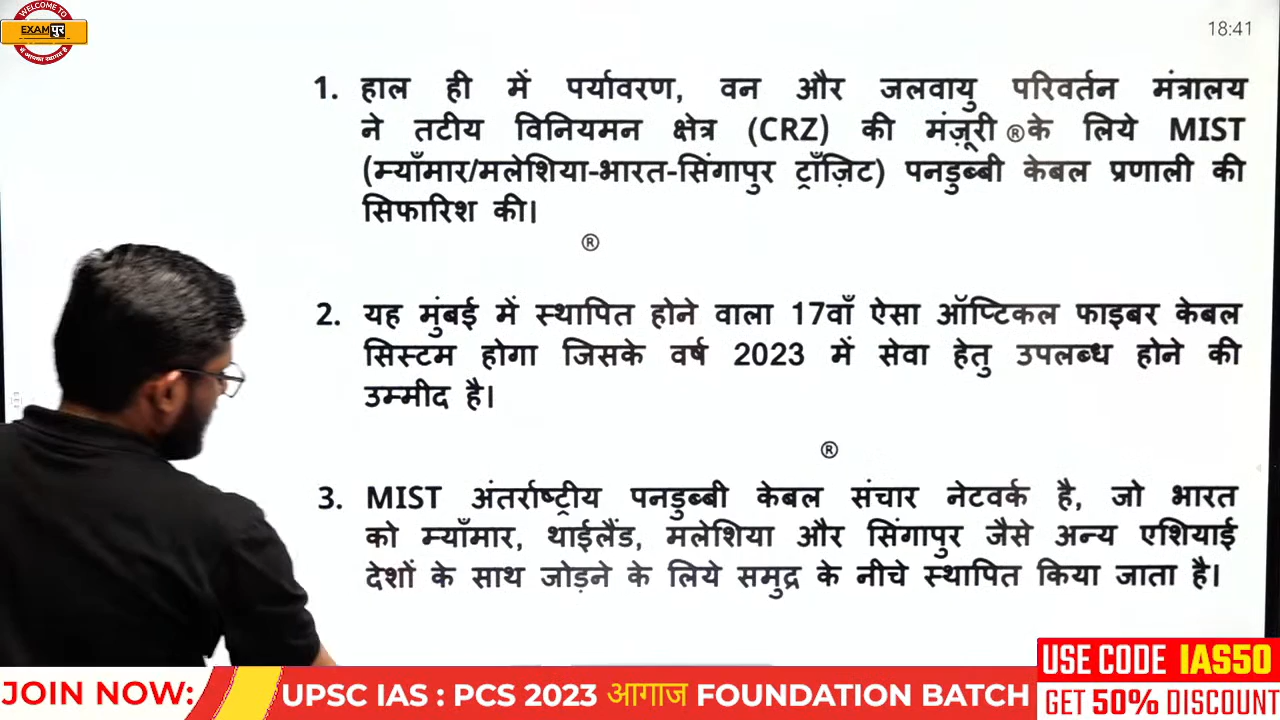 WELCOME TO
EXAMपुर
में आपका स्वागत है
18:41
1. हाल ही में पर्यावरण, वन और जलवायु परिवर्तन मंत्रालय
ने तटीय विनियमन क्षेत्र (CRZ) की मंज़ूरी ®के लिये MIST
(म्याँमार/मलेशिया-भारत-सिंगापुर ट्राँज़िट) पनडुब्बी केबल प्रणाली की
सिफारिश की।
®
2. यह मुंबई में स्थापित होने वाला 17वाँ ऐसा ऑप्टिकल फाइबर केबल
सिस्टम होगा जिसके वर्ष 2023 में सेवा हेतु उपलब्ध होने की
उम्मीद है।
®
3. MIST अंतर्राष्ट्रीय पनडुब्बी केबल संचार नेटवर्क है, जो भारत
को म्याँमार, थाईलैंड, मलेशिया और सिंगापुर जैसे अन्य एशियाई
देशों के साथ जोड़ने के लिये समुद्र के नीचे स्थापित किया जाता है।
JOIN NOW: UPSC IAS : PCS 2023 आगाज FOUNDATION BATCH
USE CODE IAS50
GET 50% DISCOUNT